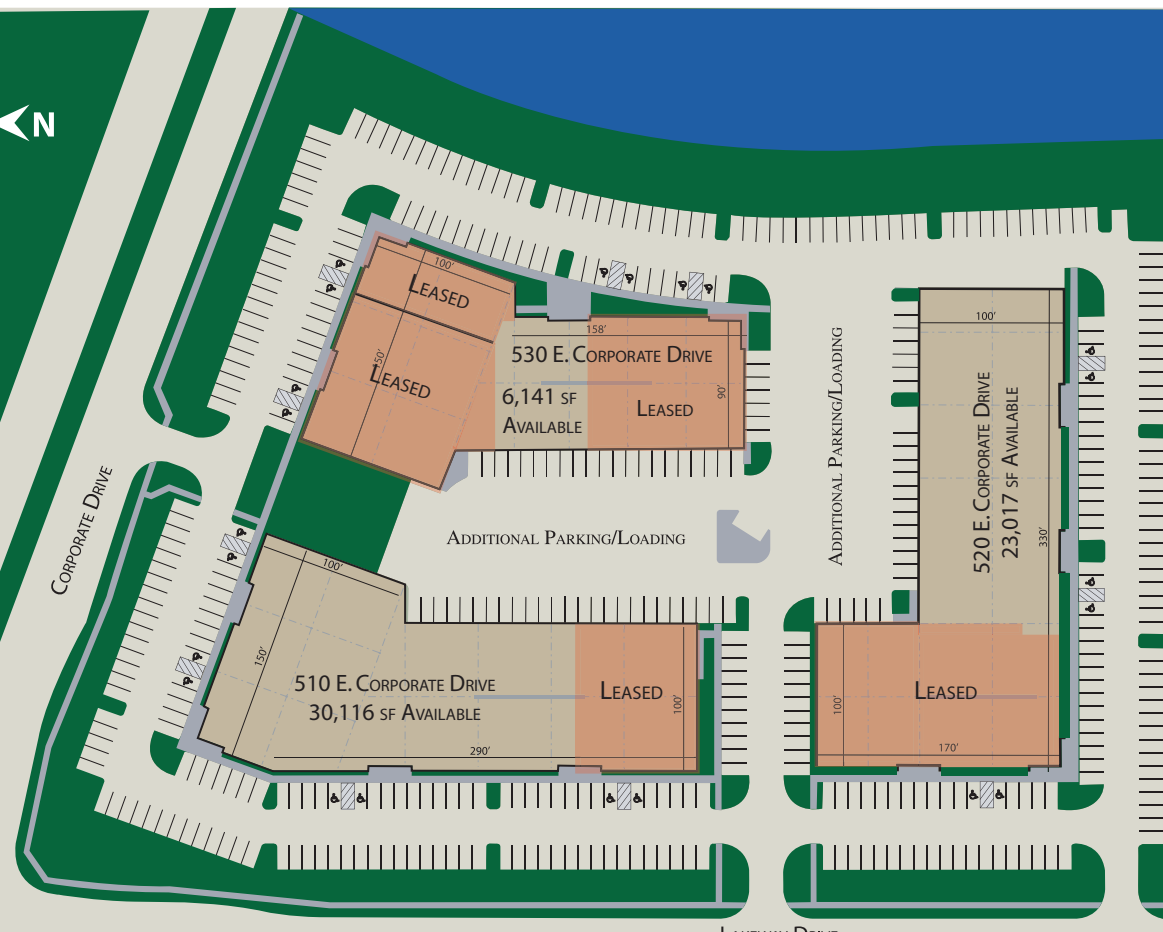 N
100'
LEASED
150'
LEASED
158'
530 E. CORPORATE DRIVE
6,141 SF
AVAILABLE
LEASED
90'
ADDITIONAL PARKING/LOADING
ADDITIONAL PARKING/LOADING
100'
520 E. CORPORATE DRIVE
23,017 SF AVAILABLE
330'
LEASED
100'
170'
CORPORATE DRIVE
100'
150'
510 E. CORPORATE DRIVE
30,116 SF AVAILABLE
290'
LEASED
100'